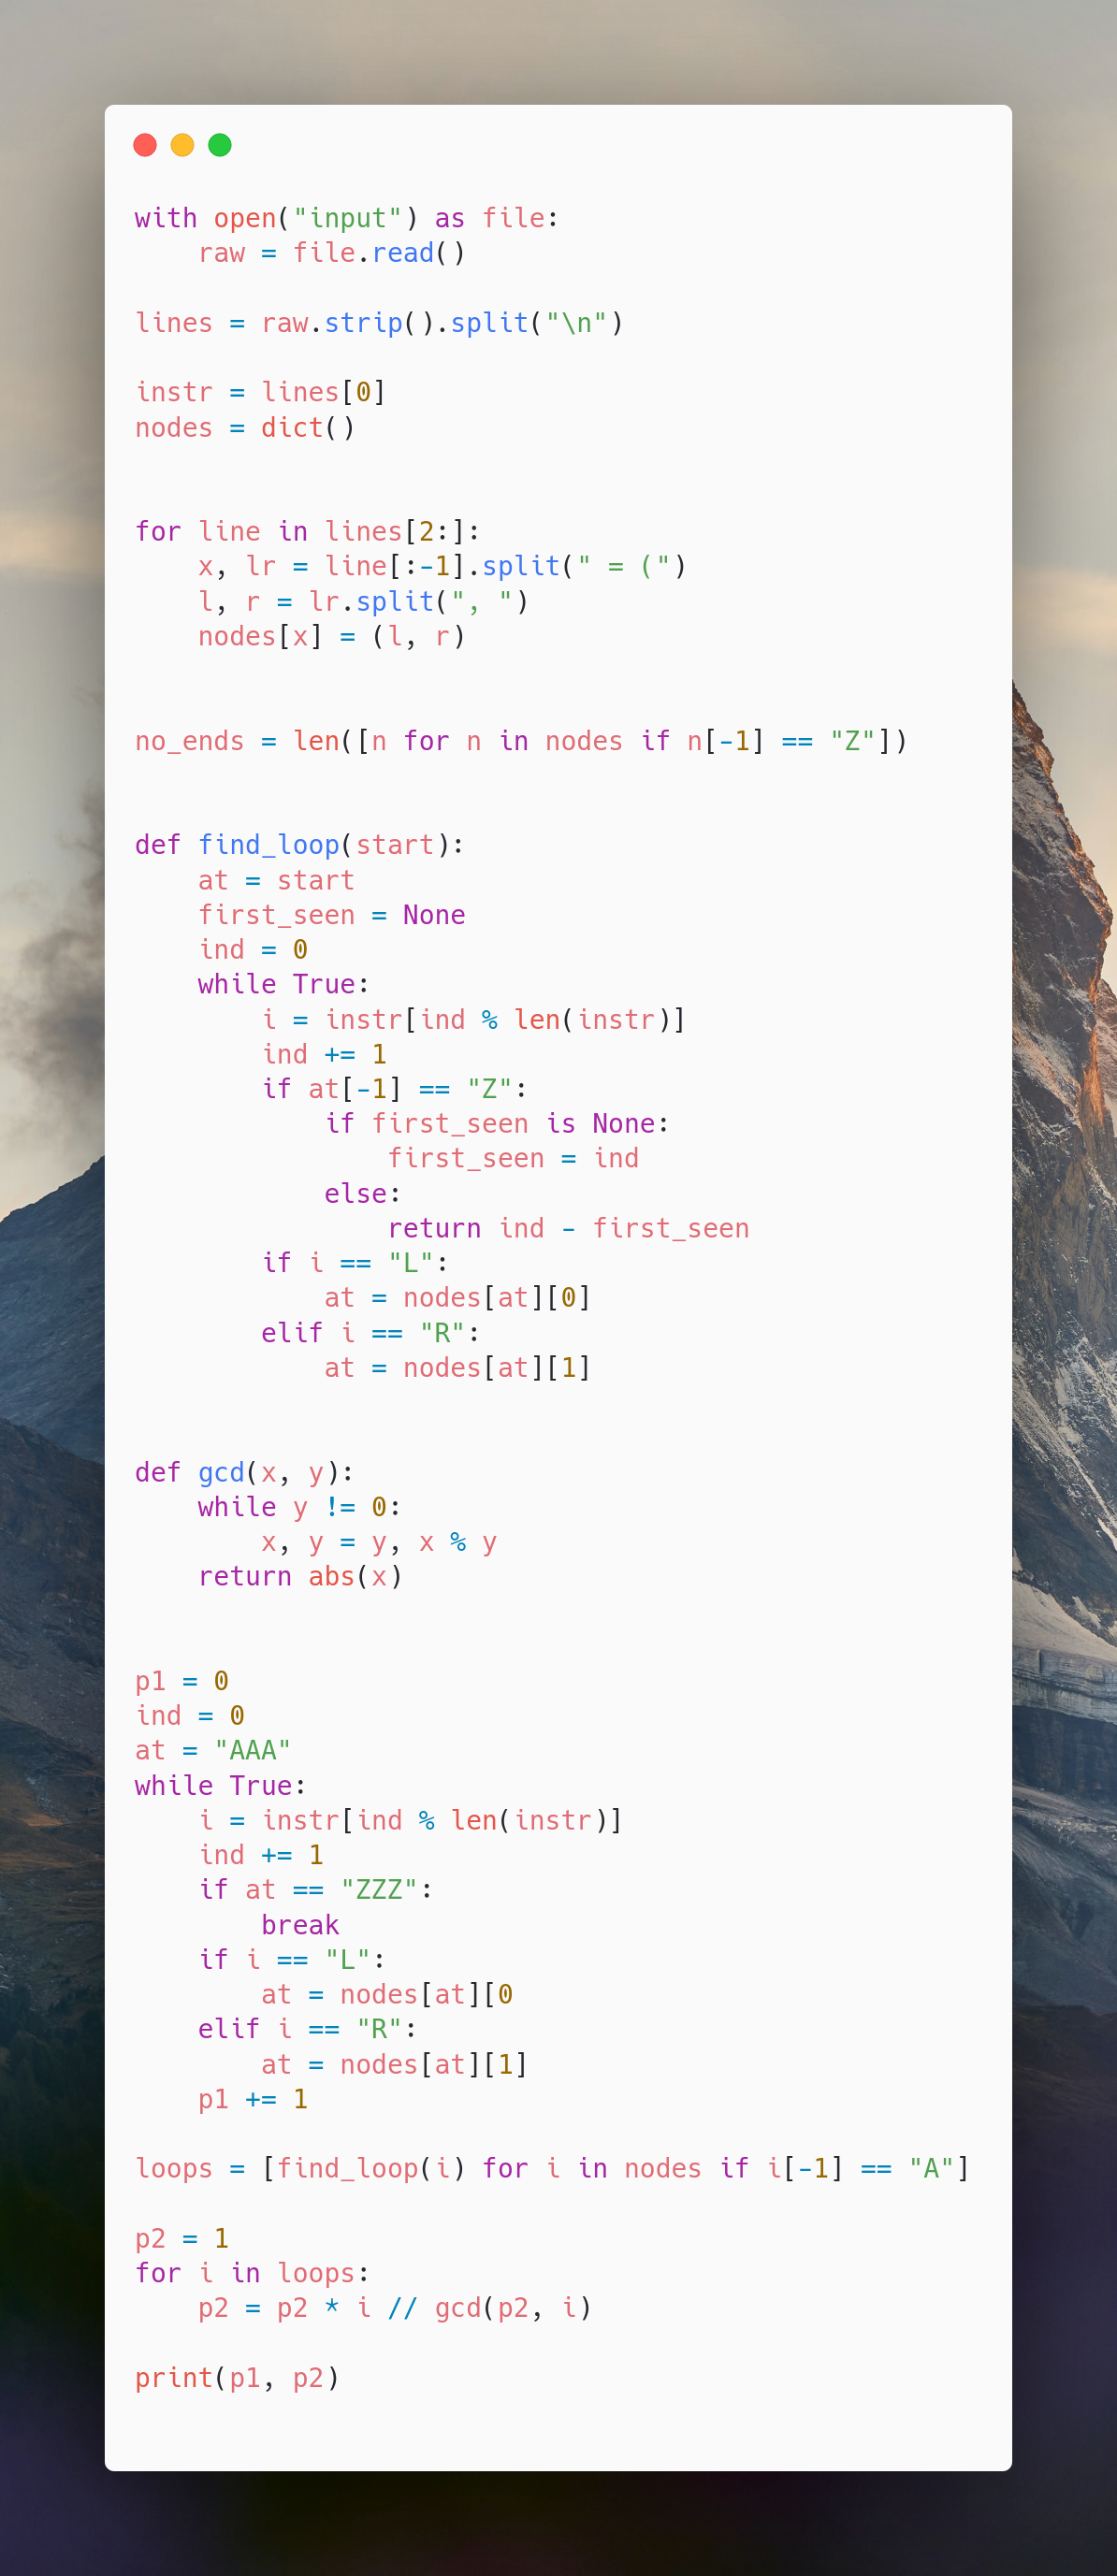 with open("input") as file:
    raw = file.read()

lines = raw.strip().split("\n")

instr = lines[0]
nodes = dict()


for line in lines[2:]:
    x, lr = line[:-1].split(" = (")
    l, r = lr.split(", ")
    nodes[x] = (l, r)


no_ends = len([n for n in nodes if n[-1] == "Z"])


def find_loop(start):
    at = start
    first_seen = None
    ind = 0
    while True:
        i = instr[ind % len(instr)]
        ind += 1
        if at[-1] == "Z":
            if first_seen is None:
                first_seen = ind
            else:
                return ind - first_seen
        if i == "L":
            at = nodes[at][0]
        elif i == "R":
            at = nodes[at][1]


def gcd(x, y):
    while y != 0:
        x, y = y, x % y
    return abs(x)


p1 = 0
ind = 0
at = "AAA"
while True:
    i = instr[ind % len(instr)]
    ind += 1
    if at == "ZZZ":
        break
    if i == "L":
        at = nodes[at][0
    elif i == "R":
        at = nodes[at][1]
    p1 += 1

loops = [find_loop(i) for i in nodes if i[-1] == "A"]

p2 = 1
for i in loops:
    p2 = p2 * i // gcd(p2, i)

print(p1, p2)